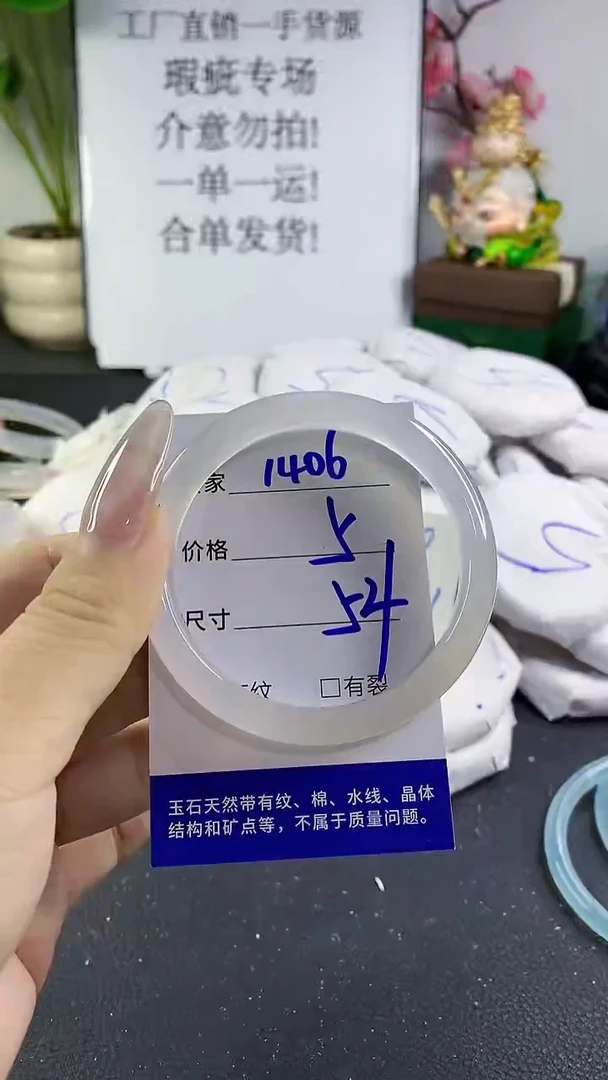 工厂直销一手货源
瑕疵专场
介意勿拍!
一单一运!
合单发货!
家 1406
价格 5
尺寸 54
纹 □有裂
玉石天然带有纹、棉、水线、晶体
结构和矿点等，不属于质量问题。